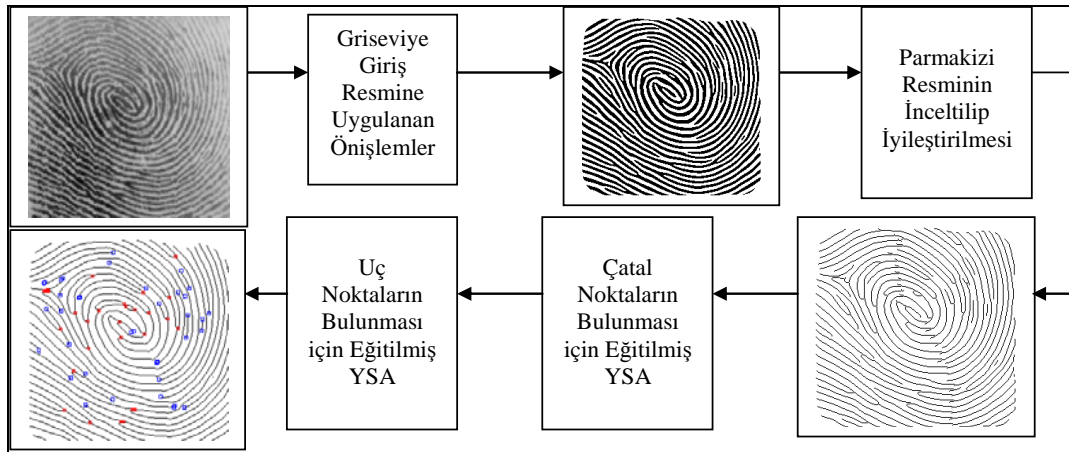 Griseviye
Giriş
Resmine
Uygulanan
Önişlemler
Parmakizi
Resminin
İnceltilip
İyileştirilmesi
Çatal
Noktaların
Bulunması
için Eğitilmiş
YSA
Uç
Noktaların
Bulunması
için Eğitilmiş
YSA